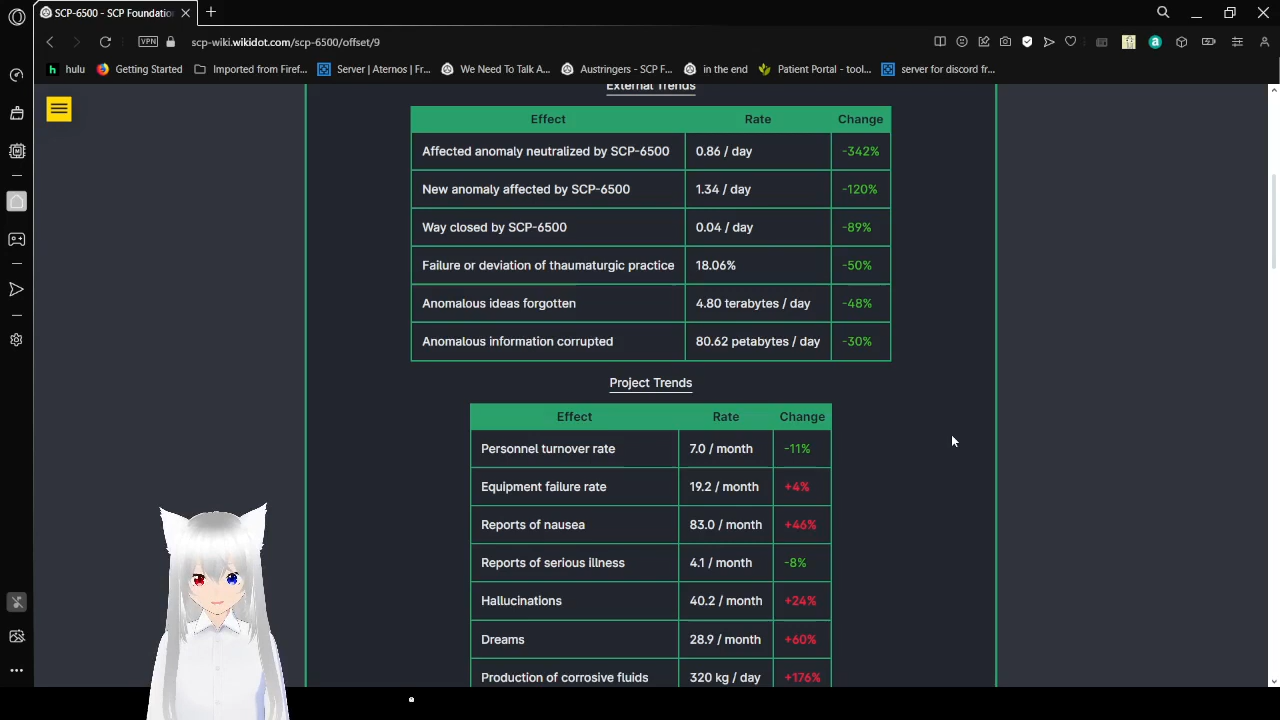 SCP-6500 - SCP Foundation
VPN scp-wiki.wikidot.com/scp-6500/offset/9
hulu Getting Started Imported from Firef... Server | Aternos | Fr... We Need To Talk A... Austringers - SCP F... in the end Patient Portal - tool... server for discord fr...
External Trends
Effect Rate Change
Affected anomaly neutralized by SCP-6500 0.86 / day -342%
New anomaly affected by SCP-6500 1.34 / day -120%
Way closed by SCP-6500 0.04 / day -89%
Failure or deviation of thaumaturgic practice 18.06% -50%
Anomalous ideas forgotten 4.80 terabytes / day -48%
Anomalous information corrupted 80.62 petabytes / day -30%
Project Trends
Effect Rate Change
Personnel turnover rate 7.0 / month -11%
Equipment failure rate 19.2 / month +4%
Reports of nausea 83.0 / month +46%
Reports of serious illness 4.1 / month -8%
Hallucinations 40.2 / month +24%
Dreams 28.9 / month +60%
Production of corrosive fluids 320 kg / day +176%